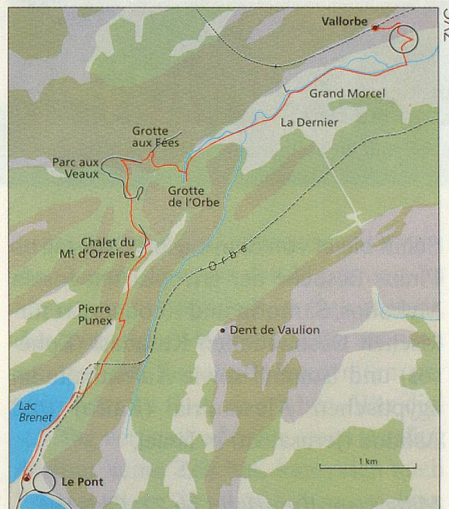 Vallorbe
Grand Morcel
La Dernier
Grotte
aux Fées
Parc aux
Veaux
Grotte
de l'Orbe
Chalet du
Mt. d'Orzeires
Orbe
Pierre
Punex
Dent de Vaulion
Lac
Brenet
1 km
Le Pont